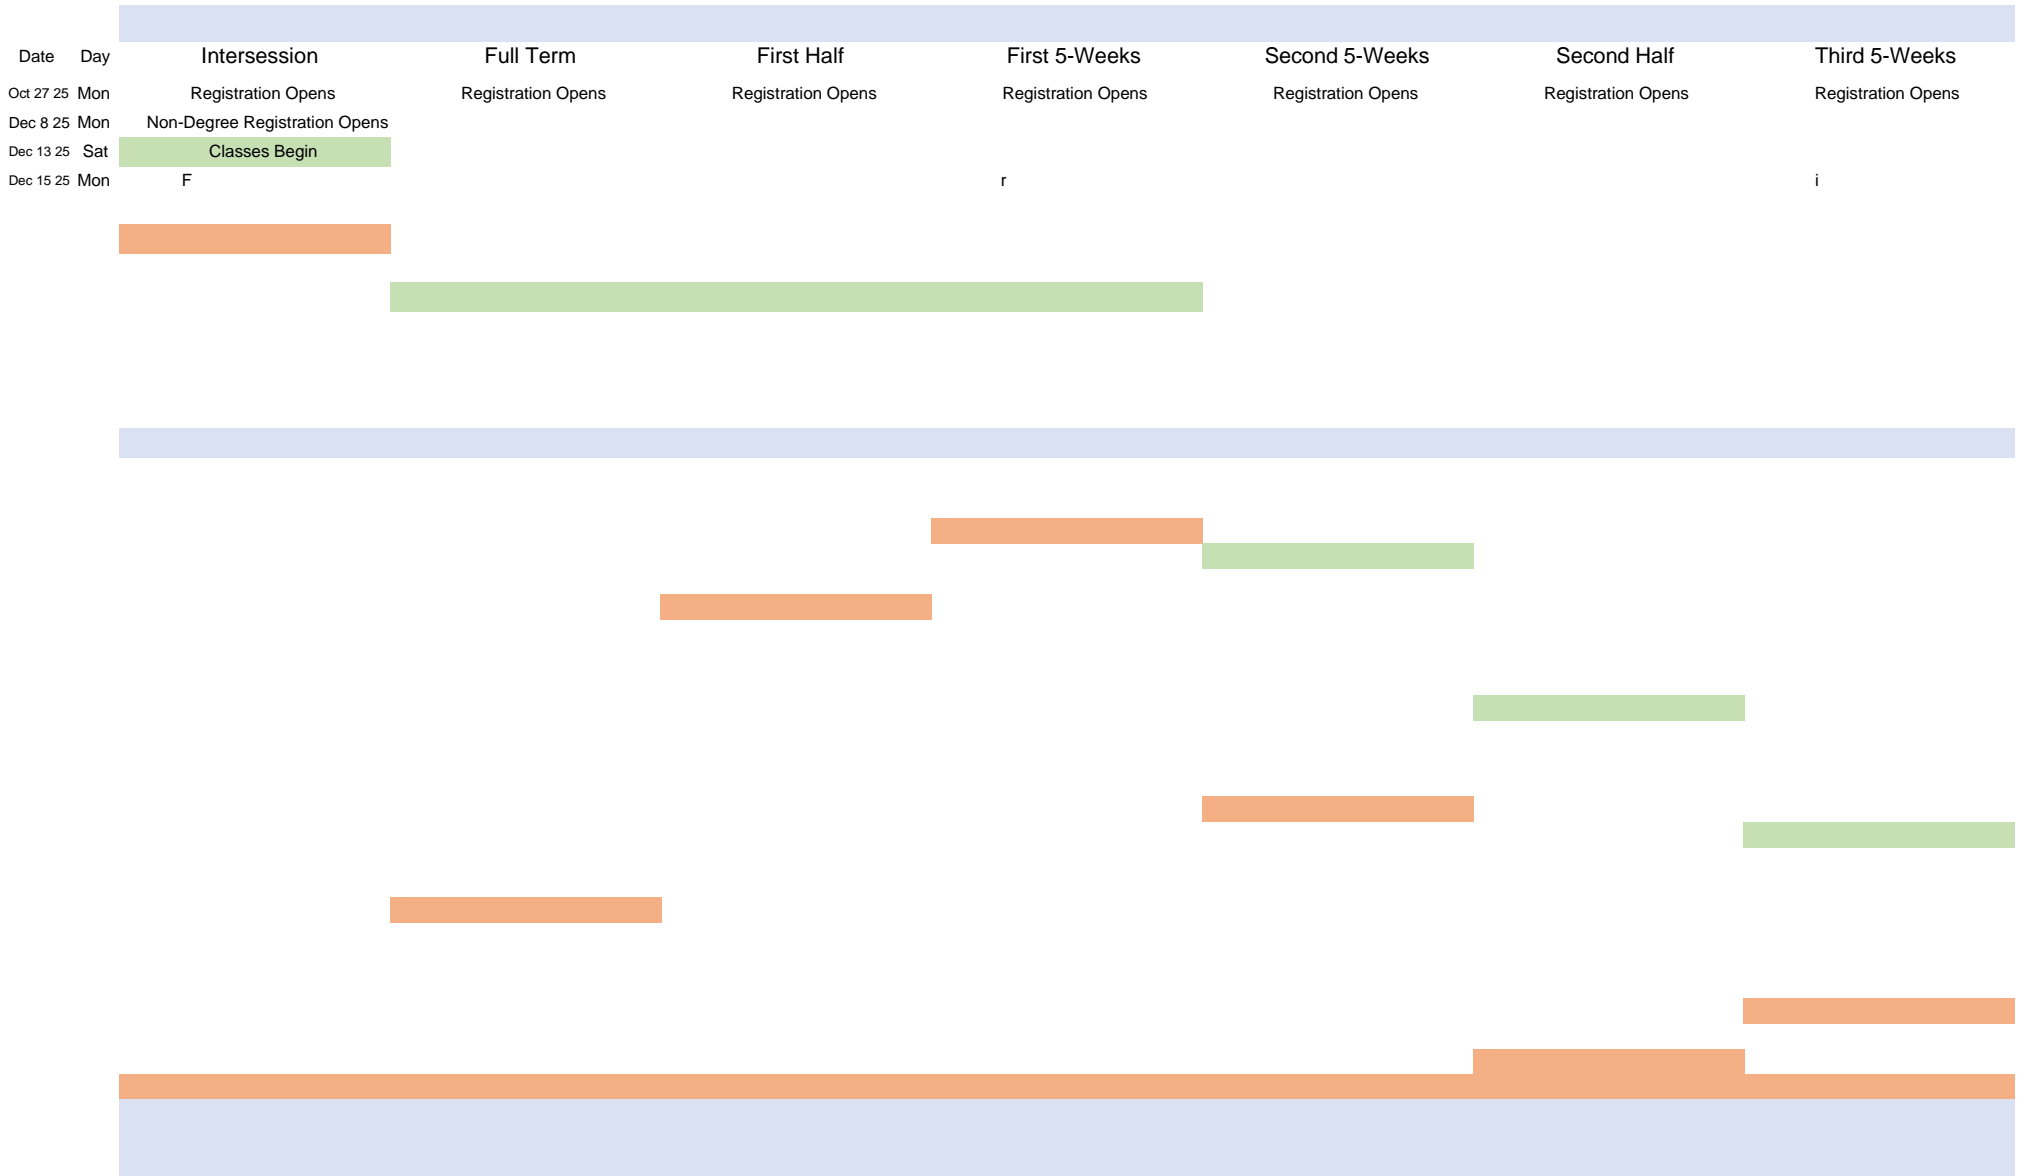 Date Day Intersession Full Term First Half First 5-Weeks Second 5-Weeks Second Half Third 5-Weeks
Oct 27 25 Mon Registration Opens Registration Opens Registration Opens Registration Opens Registration Opens Registration Opens Registration Opens
Dec 8 25 Mon Non-Degree Registration Opens
Dec 13 25 Sat Classes Begin
Dec 15 25 Mon F r i